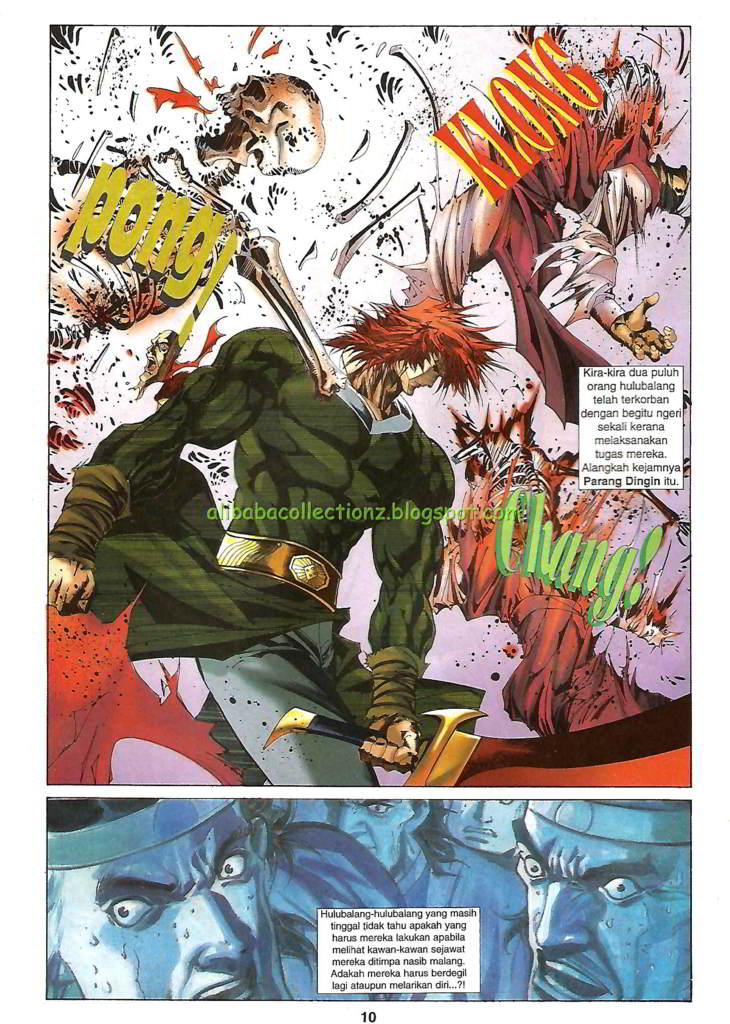 KLONG
pong!
Kira-kira dua puluh
orang hulubalang
telah terkorban
dengan begitu ngeri
sekali kerana
melaksanakan
tugas mereka.
Alangkah kejamnya
Parang Dingin itu.
alibabacollectionz.blogspot.com
Chang!
Hulubalang-hulubalang yang masih
tinggal tidak tahu apakah yang
harus mereka lakukan apabila
melihat kawan-kawan sejawat
mereka ditimpa nasib malang.
Adakah mereka harus berdegil
lagi ataupun melarikan diri...?!
10